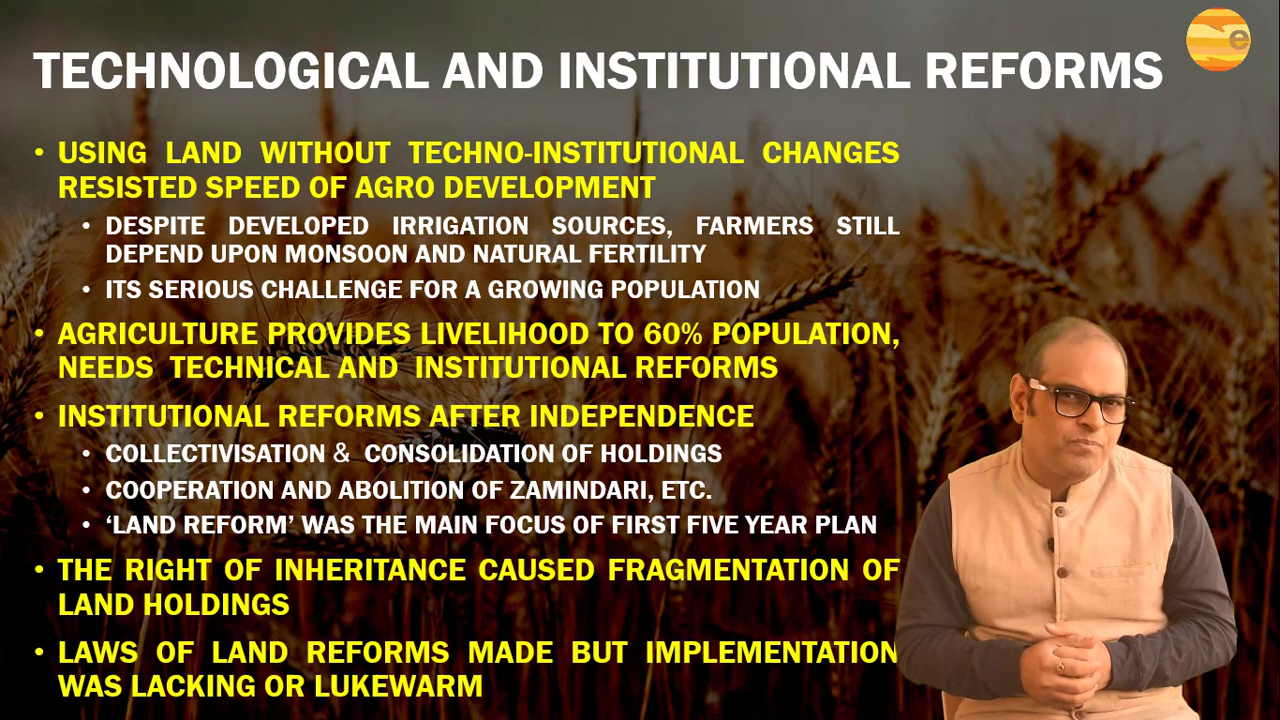 e
TECHNOLOGICAL AND INSTITUTIONAL REFORMS
• USING LAND WITHOUT TECHNO-INSTITUTIONAL CHANGES
RESISTED SPEED OF AGRO DEVELOPMENT
• DESPITE DEVELOPED IRRIGATION SOURCES, FARMERS STILL
DEPEND UPON MONSOON AND NATURAL FERTILITY
• ITS SERIOUS CHALLENGE FOR A GROWING POPULATION
• AGRICULTURE PROVIDES LIVELIHOOD TO 60% POPULATION,
NEEDS TECHNICAL AND INSTITUTIONAL REFORMS
• INSTITUTIONAL REFORMS AFTER INDEPENDENCE
• COLLECTIVISATION & CONSOLIDATION OF HOLDINGS
• COOPERATION AND ABOLITION OF ZAMINDARI, ETC.
• ‘LAND REFORM’ WAS THE MAIN FOCUS OF FIRST FIVE YEAR PLAN
• THE RIGHT OF INHERITANCE CAUSED FRAGMENTATION OF
LAND HOLDINGS
• LAWS OF LAND REFORMS MADE BUT IMPLEMENTATION
WAS LACKING OR LUKEWARM